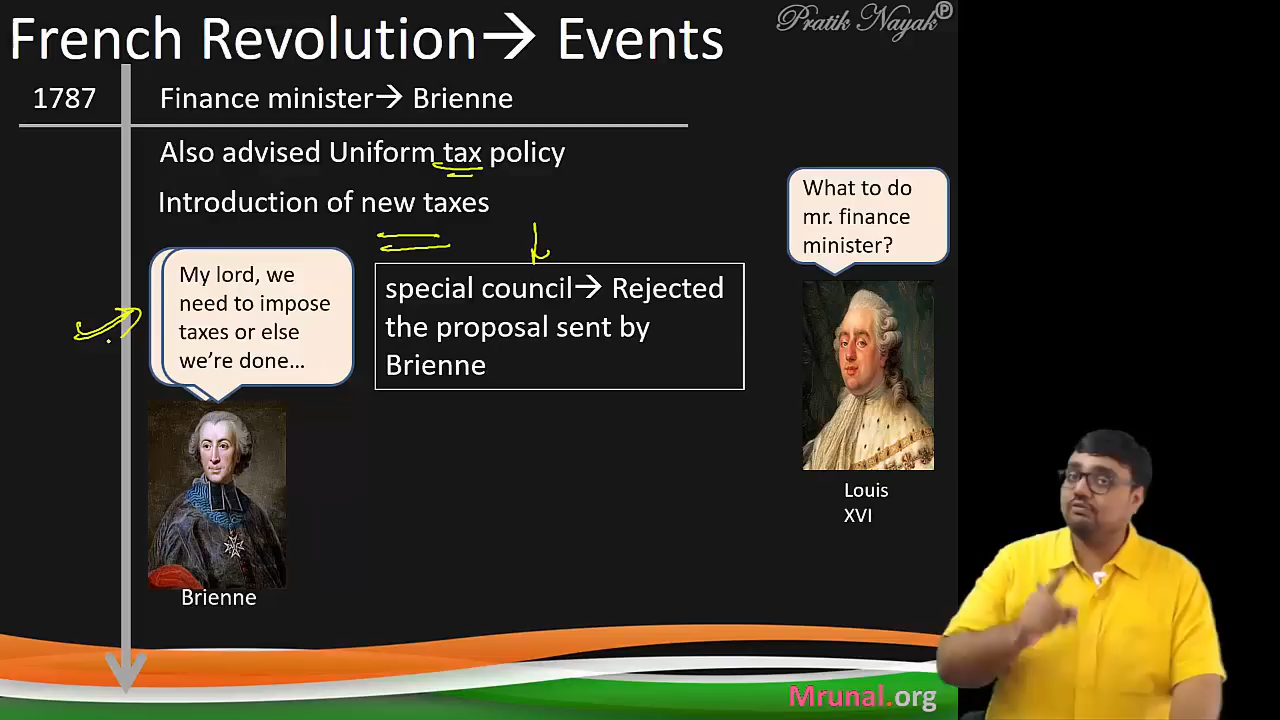 French Revolution→ Events
Pratik Nayak ℗
1787
Finance minister→ Brienne
Also advised Uniform tax policy
Introduction of new taxes
What to do
mr. finance
minister?
My lord, we
need to impose
taxes or else
we’re done…
special council→ Rejected
the proposal sent by
Brienne
Louis
XVI
Brienne
Mrunal.org